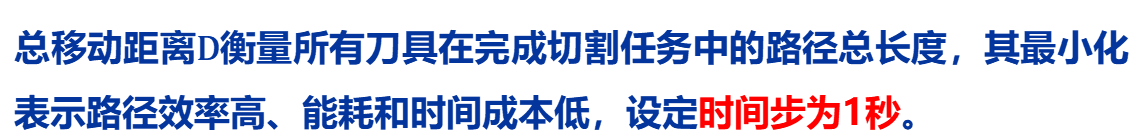 总移动距离D衡量所有刀具在完成切割任务中的路径总长度，其最小化
表示路径效率高、能耗和时间成本低，设定时间步为1秒。